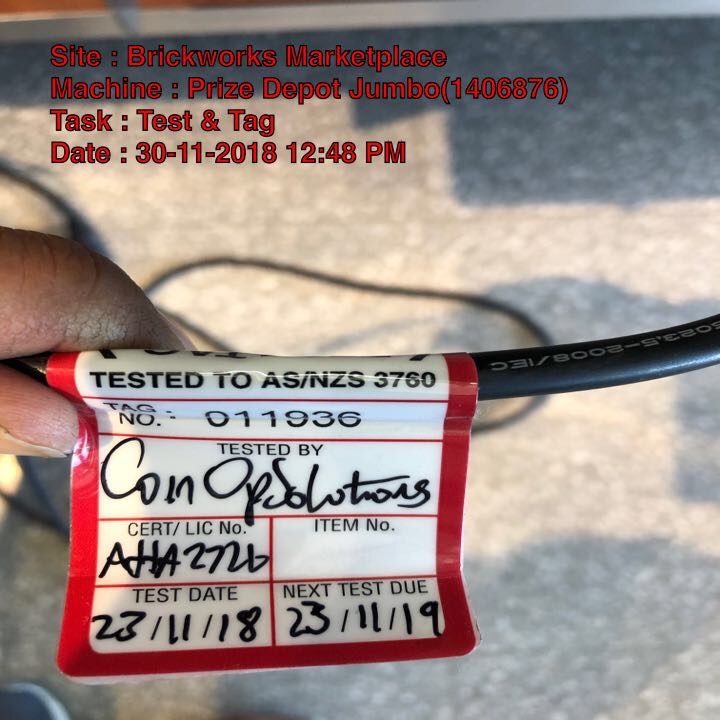 Site : Brickworks Marketplace
Machine : Prize Depot Jumbo(1406876)
Task : Test & Tag
Date : 30-11-2018 12:48 PM
TESTED TO AS/NZS 3760
TAG NO. : 011936
TESTED BY
Coin Op Solutions
CERT/ LIC No.
ITEM No.
AHA2726
TEST DATE
NEXT TEST DUE
23/11/18
23/11/19